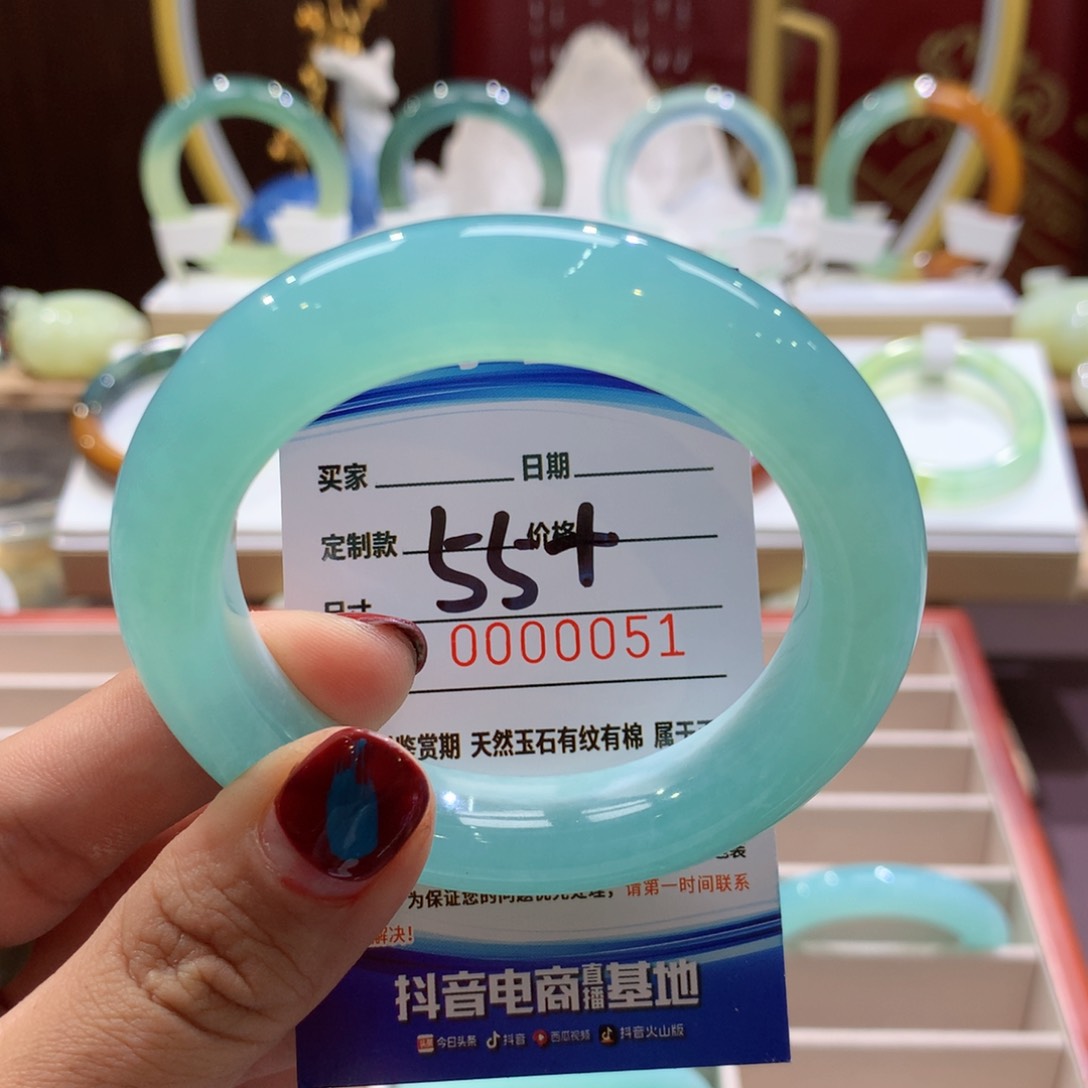 买家 日期
定制款 价格
55+
尺寸
0000051
鉴赏期 天然玉石有纹有棉 属于
为保证您的问题优先处理，请第一时间联系
解决!
抖音电商直播基地
今日头条 抖音 西瓜视频 抖音火山版